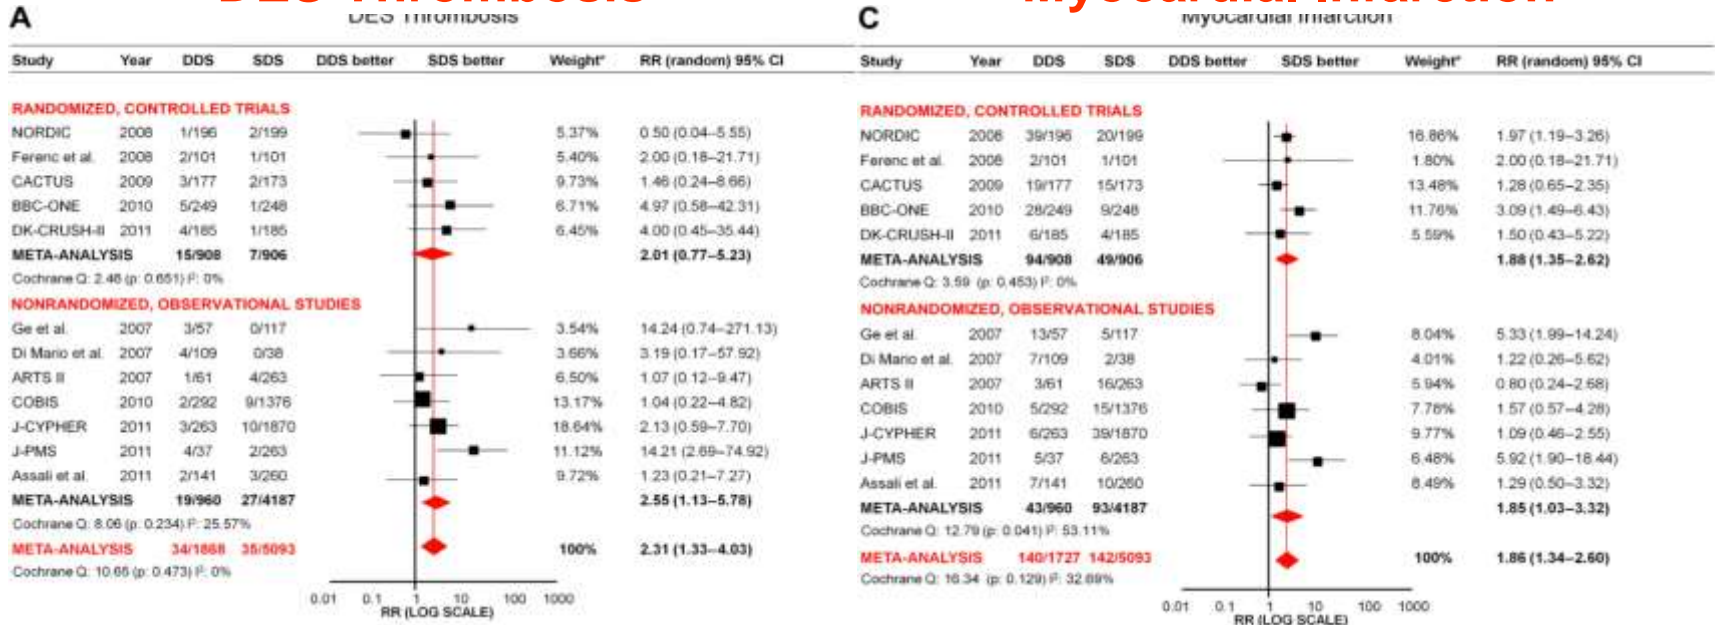 DES Thrombosis
Myocardial Infarction
A
DES Thrombosis
Study Year DDS SDS DDS better SDS better Weight* RR (random) 95% CI
RANDOMIZED, CONTROLLED TRIALS
NORDIC 2008 1/196 2/199 5.37% 0.50 (0.04–5.55)
Ferenc et al. 2008 2/101 1/101 5.40% 2.00 (0.18–21.71)
CACTUS 2009 3/177 2/173 9.73% 1.46 (0.24–8.66)
BBC-ONE 2010 5/249 1/248 6.71% 4.97 (0.58–42.31)
DK-CRUSH-II 2011 4/185 1/185 6.45% 4.00 (0.45–35.44)
META-ANALYSIS 15/908 7/906 2.01 (0.77–5.23)
Cochrane Q: 2.46 (p: 0.651) I²: 0%
NONRANDOMIZED, OBSERVATIONAL STUDIES
Ge et al. 2007 3/57 0/117 3.54% 14.24 (0.74–271.13)
Di Mario et al. 2007 4/109 0/38 3.66% 3.19 (0.17–57.92)
ARTS II 2007 1/61 4/263 6.50% 1.07 (0.12–9.47)
COBIS 2010 2/292 9/1376 13.17% 1.04 (0.22–4.82)
J-CYPHER 2011 3/263 10/1870 18.64% 2.13 (0.59–7.70)
J-PMS 2011 4/37 2/263 11.12% 14.21 (2.69–74.92)
Assali et al. 2011 2/141 3/260 9.72% 1.23 (0.21–7.27)
META-ANALYSIS 19/960 27/4187 2.55 (1.13–5.78)
Cochrane Q: 8.06 (p: 0.234) I²: 25.57%
META-ANALYSIS 34/1868 35/5093 100% 2.31 (1.33–4.03)
Cochrane Q: 10.66 (p: 0.473) I²: 0%
0.01 0.1 1 10 100 1000
RR (LOG SCALE)
C
Myocardial Infarction
Study Year DDS SDS DDS better SDS better Weight* RR (random) 95% CI
RANDOMIZED, CONTROLLED TRIALS
NORDIC 2008 39/196 20/199 16.86% 1.97 (1.19–3.26)
Ferenc et al. 2008 2/101 1/101 1.80% 2.00 (0.18–21.71)
CACTUS 2009 19/177 15/173 13.48% 1.28 (0.65–2.35)
BBC-ONE 2010 28/249 9/248 11.76% 3.09 (1.49–6.43)
DK-CRUSH-II 2011 6/185 4/185 5.59% 1.50 (0.43–5.22)
META-ANALYSIS 94/908 49/906 1.88 (1.35–2.62)
Cochrane Q: 3.59 (p: 0.453) I²: 0%
NONRANDOMIZED, OBSERVATIONAL STUDIES
Ge et al. 2007 13/57 5/117 8.04% 5.33 (1.99–14.24)
Di Mario et al. 2007 7/109 2/38 4.01% 1.22 (0.26–5.62)
ARTS II 2007 3/61 16/263 5.94% 0.80 (0.24–2.68)
COBIS 2010 5/292 15/1376 7.78% 1.57 (0.57–4.28)
J-CYPHER 2011 6/263 39/1870 9.77% 1.09 (0.46–2.55)
J-PMS 2011 5/37 6/263 6.48% 5.92 (1.90–18.44)
Assali et al. 2011 7/141 10/260 8.49% 1.29 (0.50–3.32)
META-ANALYSIS 43/960 93/4187 1.85 (1.03–3.32)
Cochrane Q: 12.79 (p: 0.041) I²: 53.11%
META-ANALYSIS 140/1727 142/5093 100% 1.86 (1.34–2.60)
Cochrane Q: 16.34 (p: 0.129) I²: 32.69%
0.01 0.1 1 10 100 1000
RR (LOG SCALE)